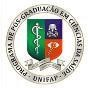 PROGRAMA DE PÓS-GRADUAÇÃO EM CIÊNCIAS DA SAÚDE
UNIFAP